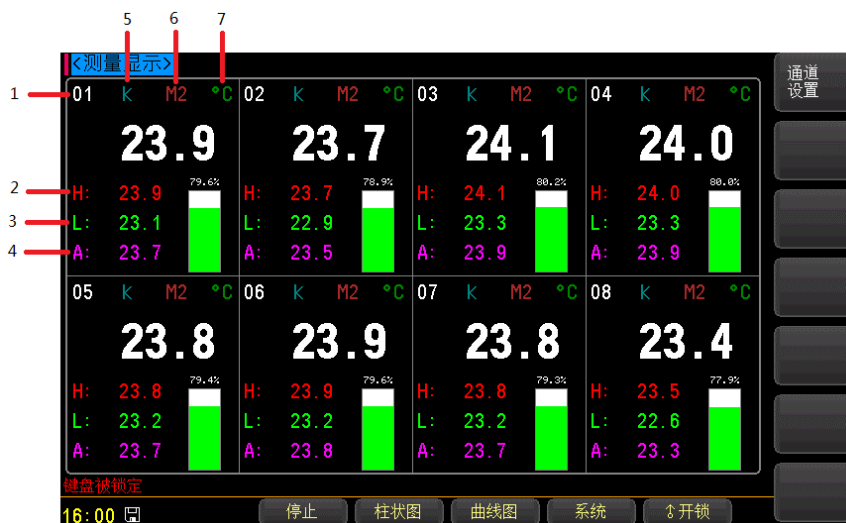 5 6 7
<测量显示>
通道
设置
1
01 K M2 °C 02 K M2 °C 03 K M2 °C 04 K M2 °C
23.9 23.7 24.1 24.0
79.6% 78.9% 80.2% 80.0%
2 H: 23.9 H: 23.7 H: 24.1 H: 24.0
3 L: 23.1 L: 22.9 L: 23.3 L: 23.3
4 A: 23.7 A: 23.5 A: 23.9 A: 23.9
05 K M2 °C 06 K M2 °C 07 K M2 °C 08 K M2 °C
23.8 23.9 23.8 23.4
79.4% 79.6% 79.3% 77.9%
H: 23.8 H: 23.9 H: 23.8 H: 23.5
L: 23.2 L: 23.2 L: 23.2 L: 22.6
A: 23.7 A: 23.8 A: 23.7 A: 23.3
键盘被锁定
16:00 停止 柱状图 曲线图 系统 ↕开锁